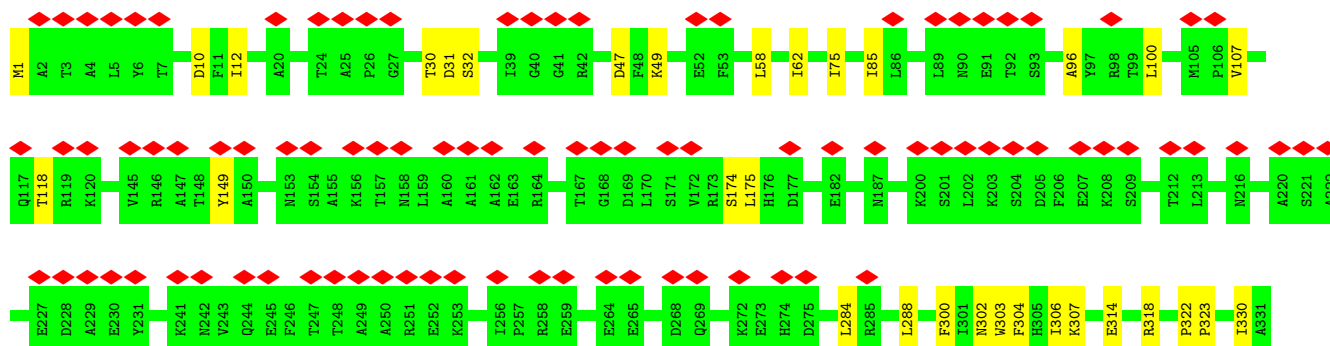 M1 A2 T3 A4 L5 Y6 T7 D10 F11 I12 A20 T24 A25 P26 G27 T30 D31 S32 I39 G40 G41 R42 D47 F48 K49 E52 F53 L58 I62 I75 I85 L86 L89 N90 E91 T92 S93 A96 Y97 R98 T99 L100 M105 P106 V107
Q117 T118 R119 K120 V145 R146 A147 T148 Y149 A150 N153 S154 A155 K156 T157 N158 L159 A160 A161 A162 E163 R164 T167 G168 D169 L170 S171 V172 R173 S174 L175 H176 D177 E182 N187 K200 S201 L202 K203 S204 D205 F206 E207 K208 S209 T212 L213 N216 A220 S221
E227 D228 A229 E230 Y231 K241 N242 V243 Q244 E245 F246 T247 T248 A249 A250 R251 E252 K253 I256 P257 R258 E259 E264 E265 D268 Q269 K272 E273 H274 D275 L284 R285 L288 F300 I301 N302 W303 F304 H305 I306 K307 E314 R318 P322 P323 I330 A331